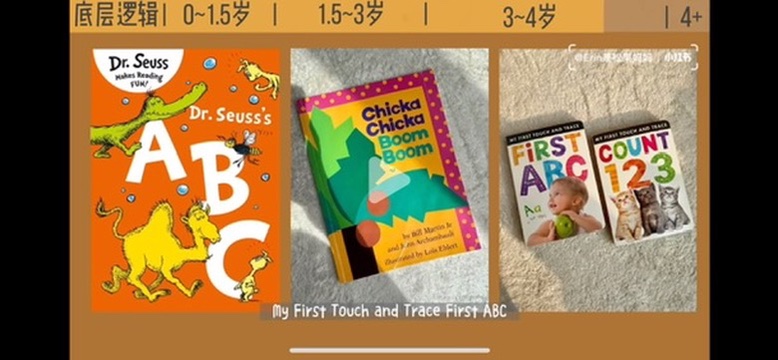 底层逻辑| 0~1.5岁 | 1.5~3岁 | 3~4岁 | 4+
Dr. Seuss
Makes Reading
FUN!
Dr. Seuss's
A
B
C
Chicka
Chicka
Boom
Boom
by Bill Martin Jr
and John Archambault
illustrated by Lois Ehlert
MY FIRST TOUCH AND TRACE
FiRST
ABC
Aa
MY FIRST TOUCH AND TRACE
COUNT
123
小红书
My First Touch and Trace First ABC